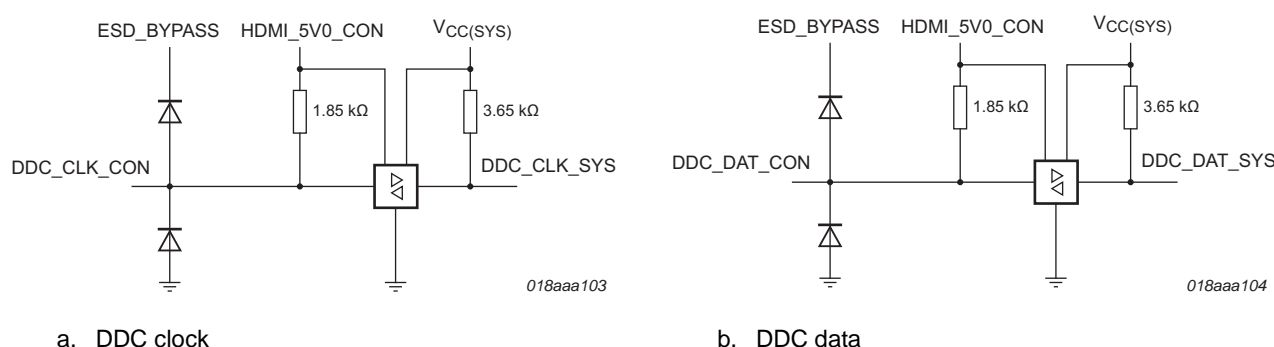 ESD_BYPASS HDMI_5V0_CON VCC(SYS)
1.85 kΩ 3.65 kΩ
DDC_CLK_CON DDC_CLK_SYS
018aaa103
a. DDC clock
ESD_BYPASS HDMI_5V0_CON VCC(SYS)
1.85 kΩ 3.65 kΩ
DDC_DAT_CON DDC_DAT_SYS
018aaa104
b. DDC data